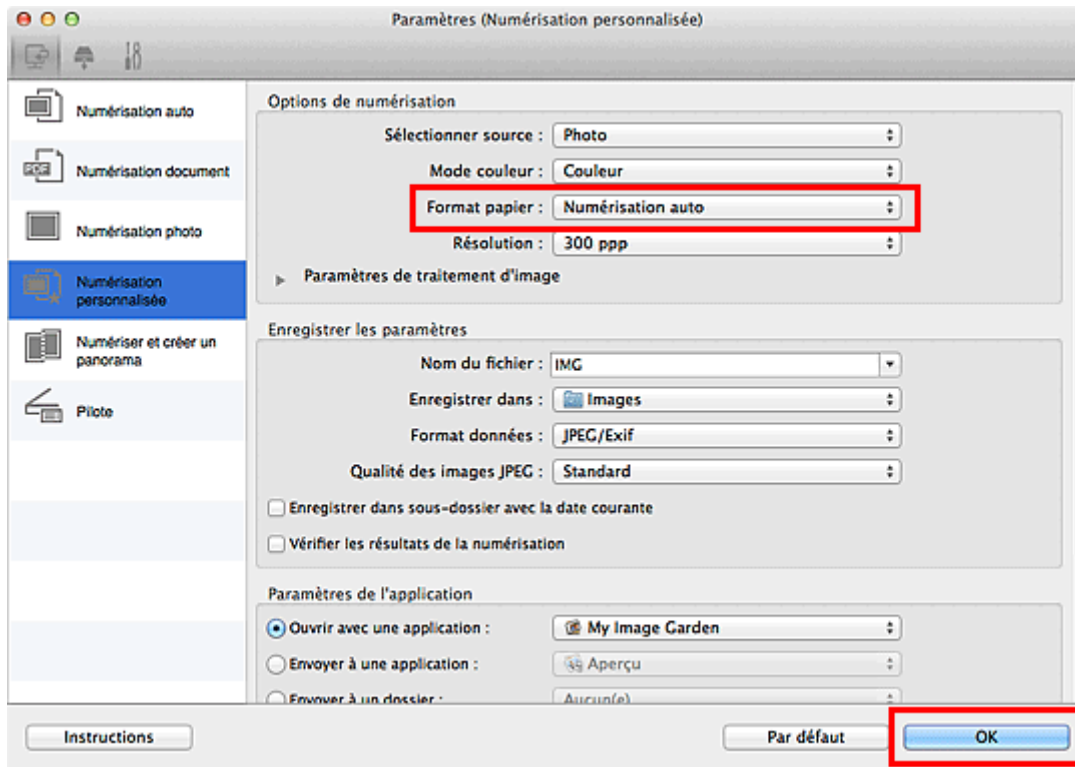 Paramètres (Numérisation personnalisée)
Numérisation auto
Numérisation document
Numérisation photo
Numérisation
personnalisée
Numériser et créer un
panorama
Pilote
Options de numérisation
Sélectionner source : Photo
Mode couleur : Couleur
Format papier : Numérisation auto
Résolution : 300 ppp
Paramètres de traitement d'image
Enregistrer les paramètres
Nom du fichier : IMG
Enregistrer dans : Images
Format données : JPEG/Exif
Qualité des images JPEG : Standard
Enregistrer dans sous-dossier avec la date courante
Vérifier les résultats de la numérisation
Paramètres de l'application
Ouvrir avec une application : My Image Garden
Envoyer à une application : Aperçu
Envoyer à un dossier : Aucun(e)
Instructions
Par défaut
OK